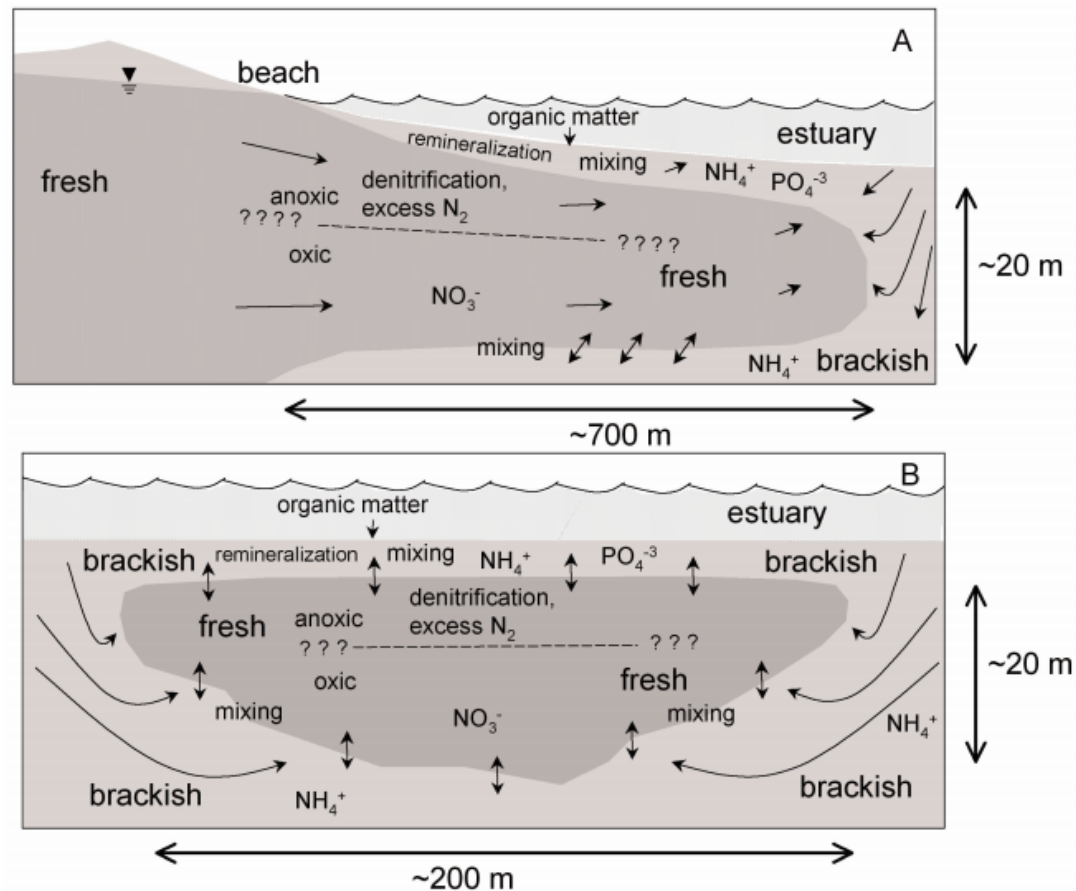 A
beach
organic matter
estuary
remineralization
mixing
NH₄⁺
PO₄⁻³
fresh
denitrification,
excess N₂
anoxic
? ? ? ?
? ? ? ?
oxic
fresh
NO₃⁻
mixing
NH₄⁺
brackish
~20 m
~700 m
B
organic matter
estuary
brackish
remineralization
mixing
NH₄⁺
PO₄⁻³
brackish
denitrification,
excess N₂
anoxic
fresh
? ? ?
? ? ?
oxic
fresh
mixing
NO₃⁻
mixing
NH₄⁺
brackish
NH₄⁺
brackish
~20 m
~200 m